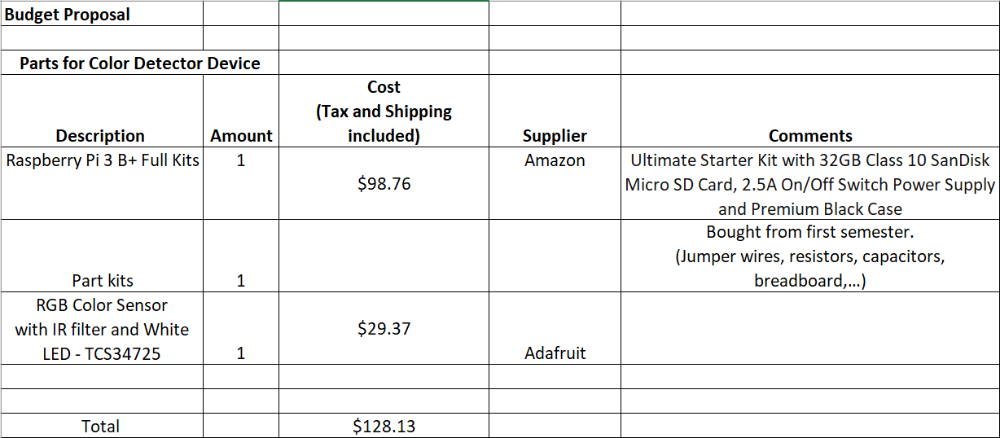 Budget Proposal
Parts for Color Detector Device
Cost
(Tax and Shipping
Description Amount included) Supplier Comments
Raspberry Pi 3 B+ Full Kits 1 Amazon Ultimate Starter Kit with 32GB Class 10 SanDisk
$98.76 Micro SD Card, 2.5A On/Off Switch Power Supply
and Premium Black Case
Bought from first semester.
(Jumper wires, resistors, capacitors,
Part kits 1 breadboard,...)
RGB Color Sensor
with IR filter and White $29.37
LED - TCS34725 1 Adafruit
Total $128.13